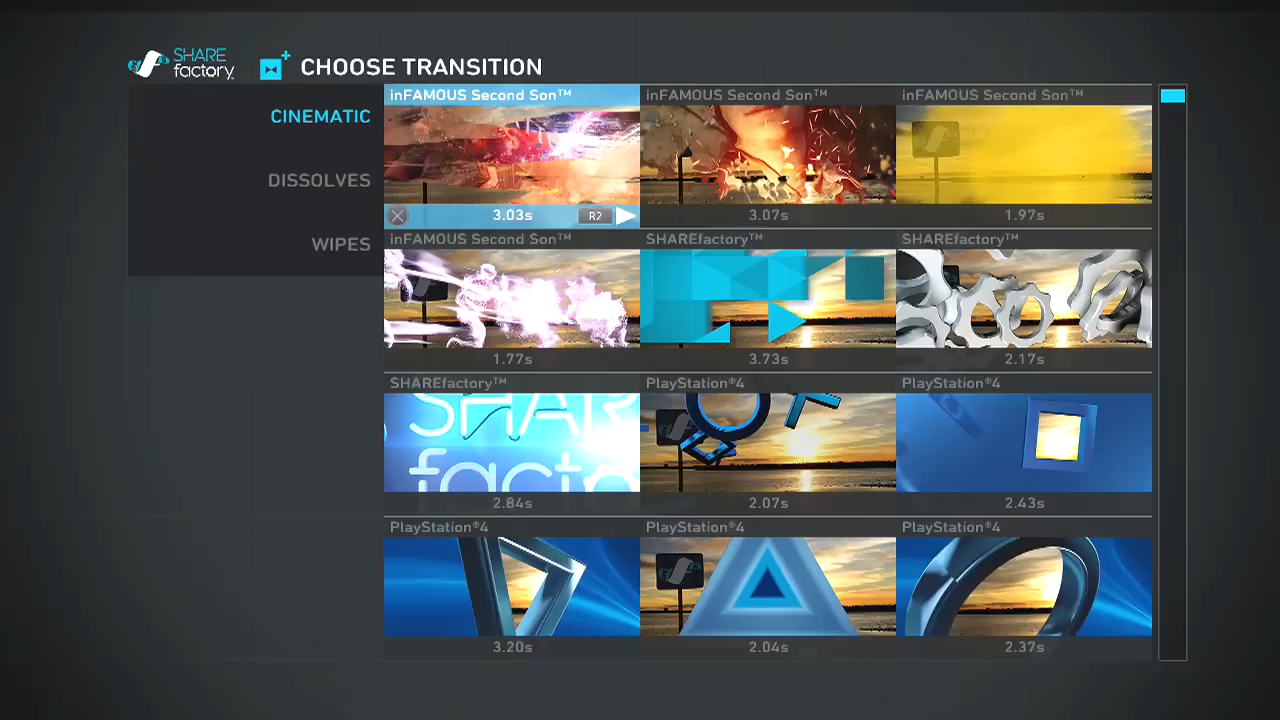 SHARE
factory
CHOOSE TRANSITION
CINEMATIC
DISSOLVES
WIPES
inFAMOUS Second Son™ inFAMOUS Second Son™ inFAMOUS Second Son™
3.03s R2 3.07s 1.97s
inFAMOUS Second Son™ SHAREfactory™ SHAREfactory™
1.77s 3.73s 2.17s
SHAREfactory™ PlayStation®4 PlayStation®4
SHAR
facto
2.84s 2.07s 2.43s
PlayStation®4 PlayStation®4 PlayStation®4
3.20s 2.04s 2.37s